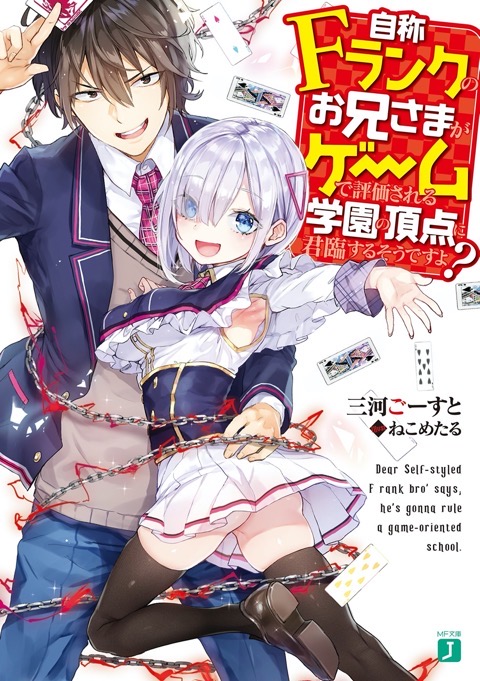 自称
Fランクの
お兄さまが
ゲーム
で評価される
学園の頂点に
君臨するそうですよ?
三河ごーすと
ねこめたる
Dear Self-styled
F rank bro' says,
he's gonna rule
a game-oriented
school.
MF文庫
J